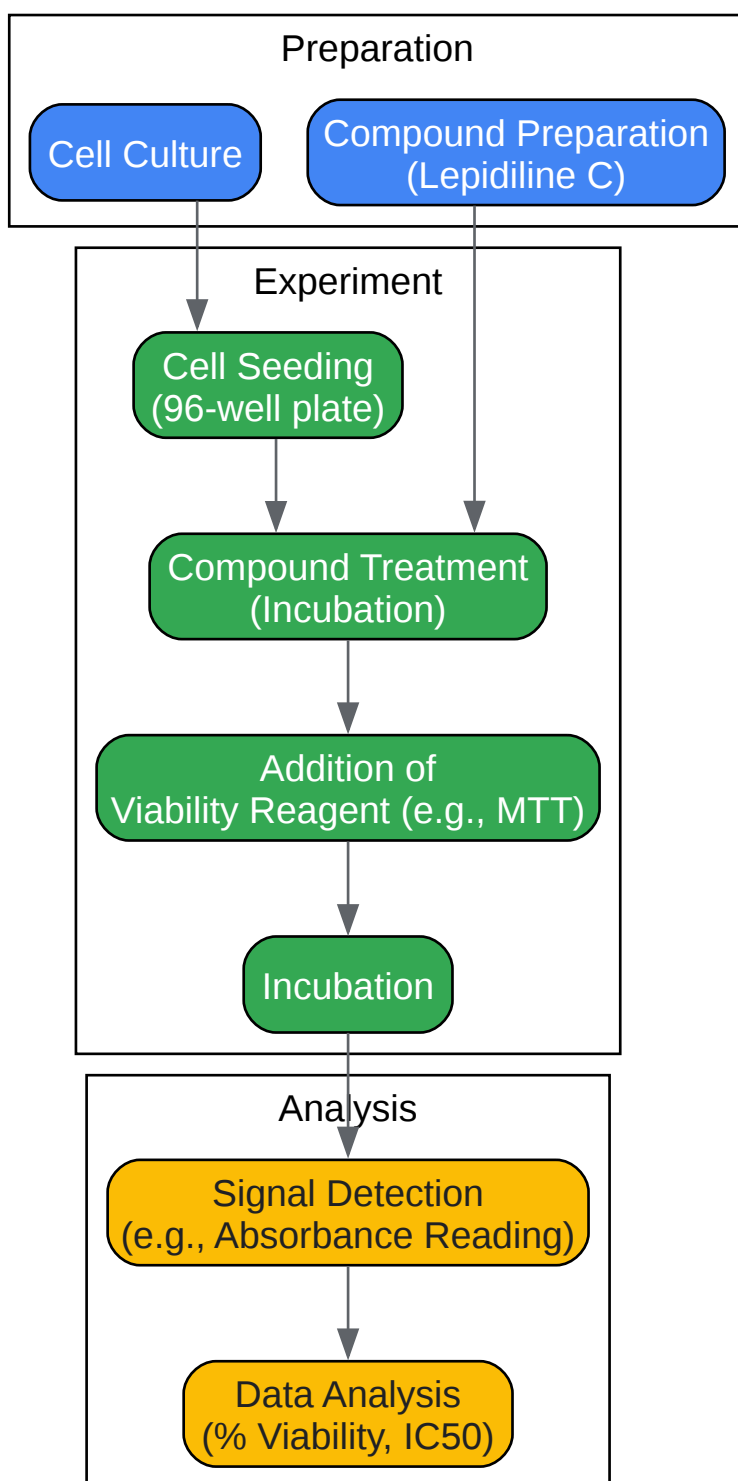 Preparation
Cell Culture
Compound Preparation
(Lepidiline C)
Experiment
Cell Seeding
(96-well plate)
Compound Treatment
(Incubation)
Addition of
Viability Reagent (e.g., MTT)
Incubation
Analysis
Signal Detection
(e.g., Absorbance Reading)
Data Analysis
(% Viability, IC50)